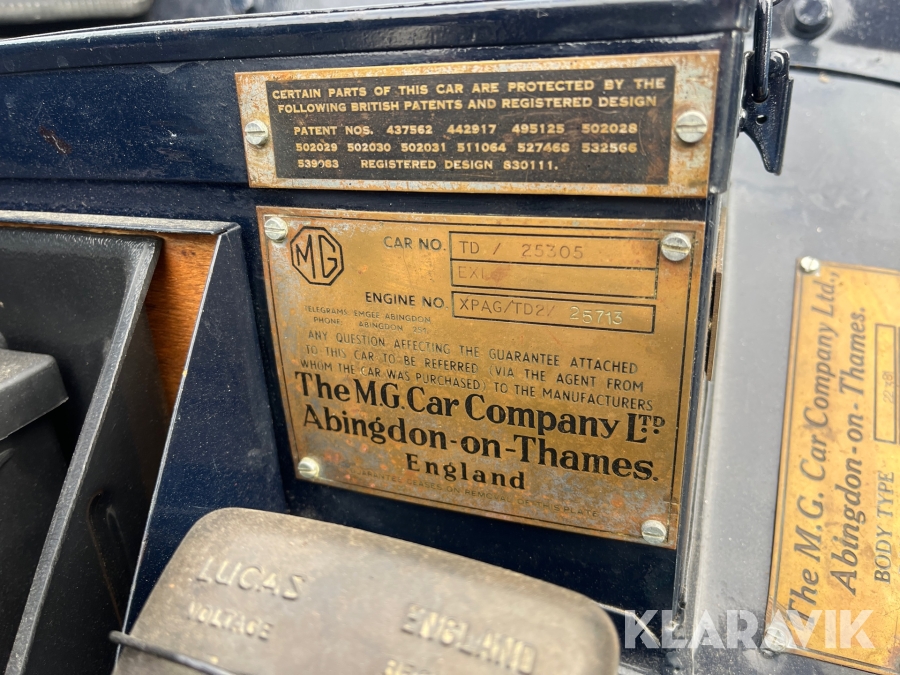 CERTAIN PARTS OF THIS CAR ARE PROTECTED BY THE
FOLLOWING BRITISH PATENTS AND REGISTERED DESIGN
PATENT NOS. 437562 442917 495125 502028
502029 502030 502031 511064 527468 532566
REGISTERED DESIGN 830111.
MG
CAR NO. TD / 25305
ENGINE NO. XPAG/TD2/ 25713
TELEGRAMS: EMGEE ABINGDON
PHONE: ABINGDON
ANY QUESTION AFFECTING THE GUARANTEE ATTACHED
TO THIS CAR TO BE REFERRED (VIA THE AGENT FROM
WHOM THE CAR WAS PURCHASED) TO THE MANUFACTURERS
The M.G. Car Company LTD
Abingdon-on-Thames.
England
LUCAS
VOLTAGE
ENGLAND
The M.G. Car Company Ltd.,
Abingdon-on-Thames.
BODY TYPE
KLARAVIK